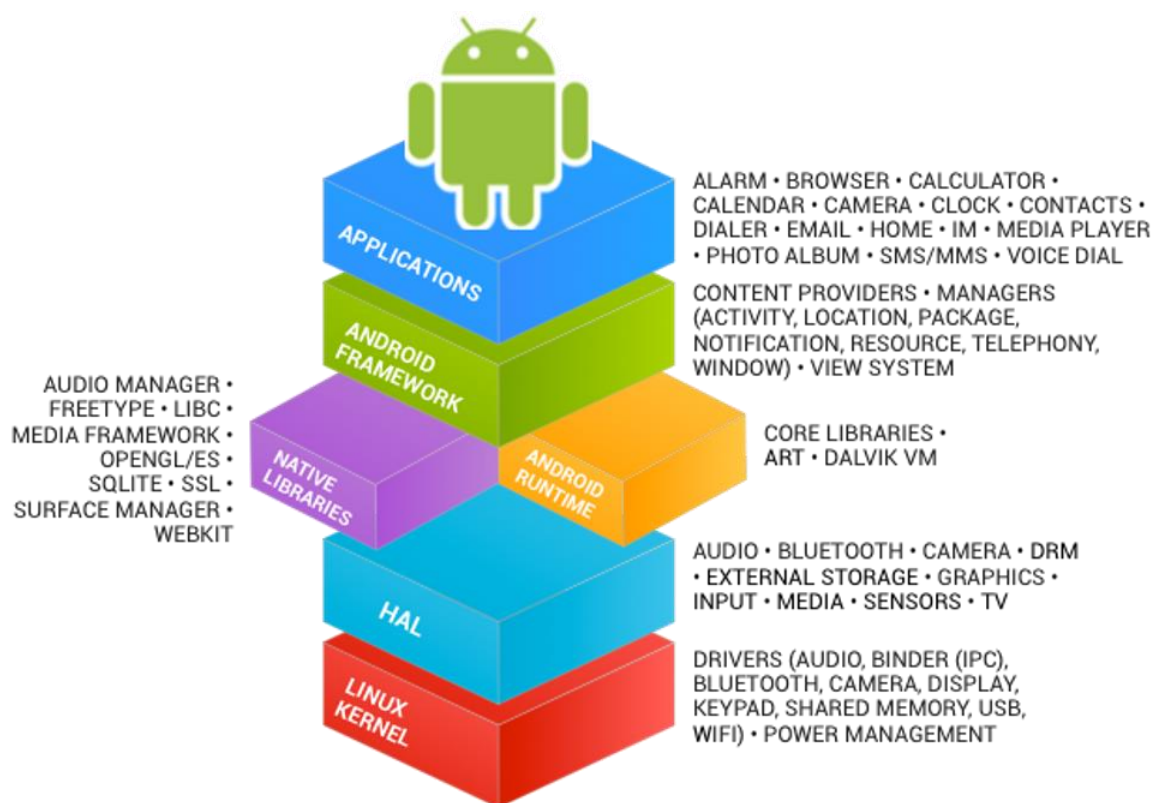 ALARM • BROWSER • CALCULATOR •
CALENDAR • CAMERA • CLOCK • CONTACTS •
DIALER • EMAIL • HOME • IM • MEDIA PLAYER
• PHOTO ALBUM • SMS/MMS • VOICE DIAL
APPLICATIONS
CONTENT PROVIDERS • MANAGERS
(ACTIVITY, LOCATION, PACKAGE,
NOTIFICATION, RESOURCE, TELEPHONY,
WINDOW) • VIEW SYSTEM
ANDROID
FRAMEWORK
AUDIO MANAGER •
FREETYPE • LIBC •
MEDIA FRAMEWORK •
OPENGL/ES •
SQLITE • SSL •
SURFACE MANAGER •
WEBKIT
NATIVE
LIBRARIES
ANDROID
RUNTIME
CORE LIBRARIES •
ART • DALVIK VM
AUDIO • BLUETOOTH • CAMERA • DRM
• EXTERNAL STORAGE • GRAPHICS •
INPUT • MEDIA • SENSORS • TV
HAL
DRIVERS (AUDIO, BINDER (IPC),
BLUETOOTH, CAMERA, DISPLAY,
KEYPAD, SHARED MEMORY, USB,
WIFI) • POWER MANAGEMENT
LINUX
KERNEL